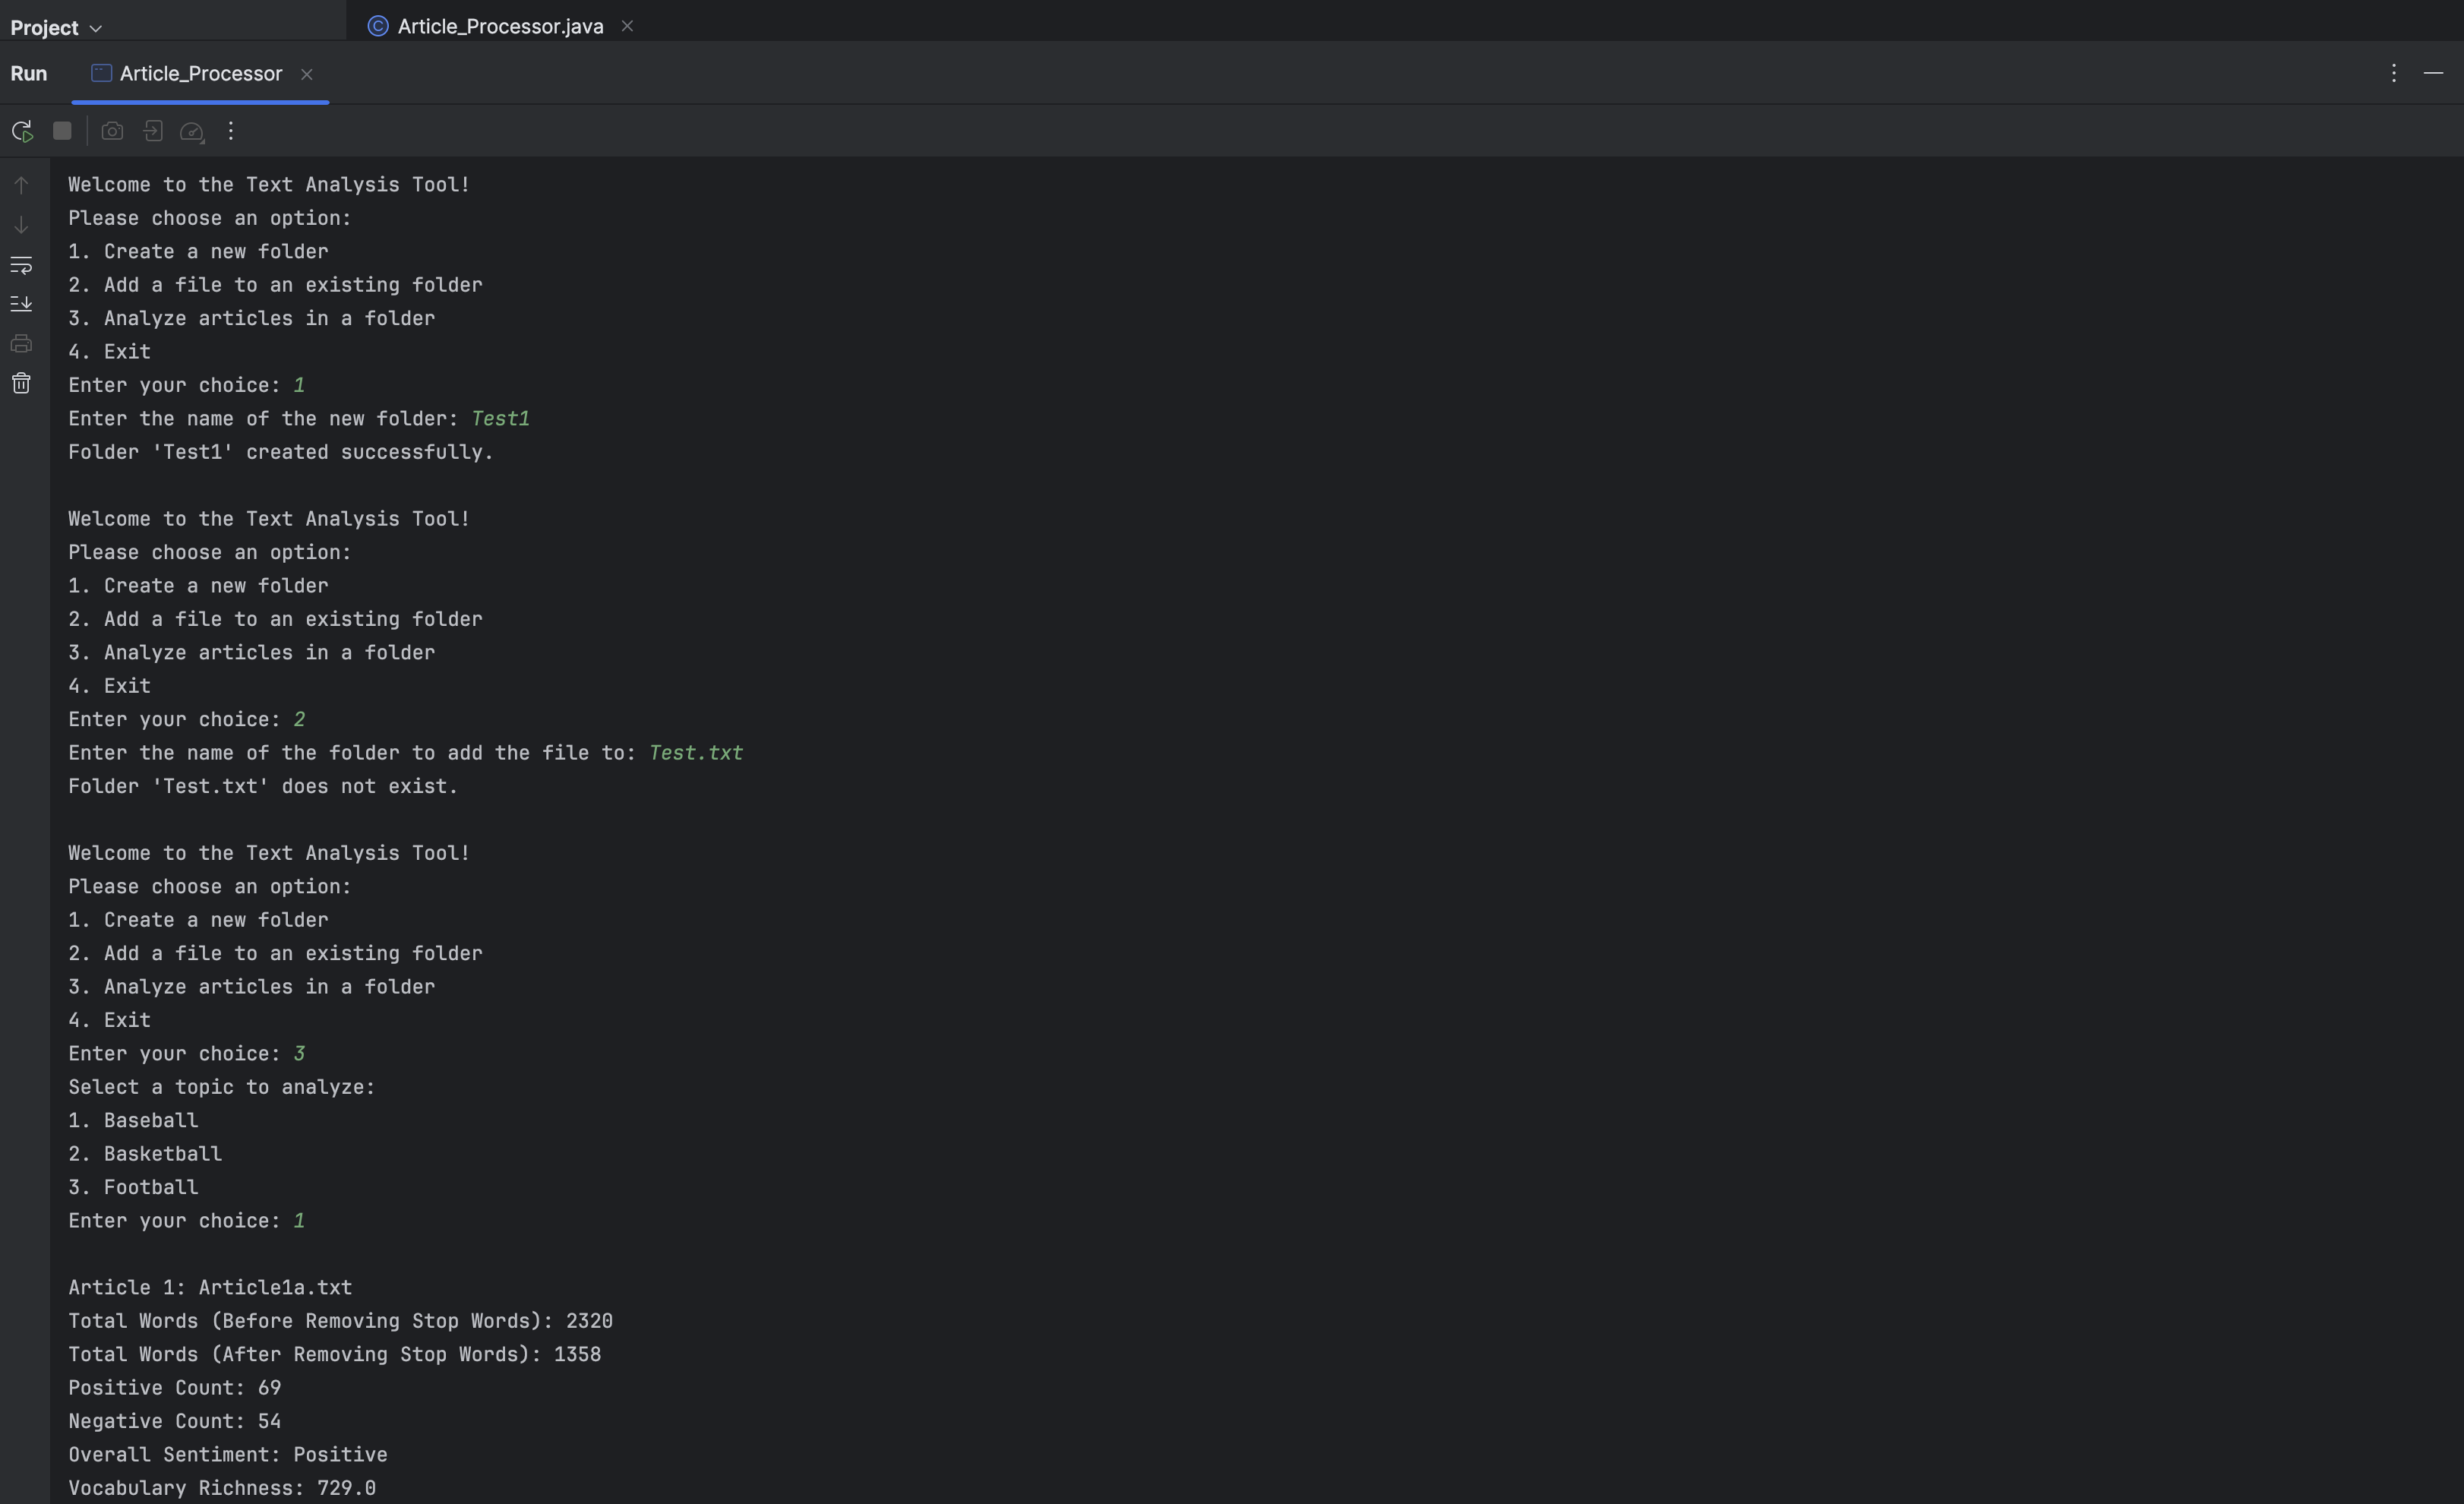 Project
Article_Processor.java
Run
Article_Processor
Welcome to the Text Analysis Tool!
Please choose an option:
1. Create a new folder
2. Add a file to an existing folder
3. Analyze articles in a folder
4. Exit
Enter your choice: 1
Enter the name of the new folder: Test1
Folder 'Test1' created successfully.
Welcome to the Text Analysis Tool!
Please choose an option:
1. Create a new folder
2. Add a file to an existing folder
3. Analyze articles in a folder
4. Exit
Enter your choice: 2
Enter the name of the folder to add the file to: Test.txt
Folder 'Test.txt' does not exist.
Welcome to the Text Analysis Tool!
Please choose an option:
1. Create a new folder
2. Add a file to an existing folder
3. Analyze articles in a folder
4. Exit
Enter your choice: 3
Select a topic to analyze:
1. Baseball
2. Basketball
3. Football
Enter your choice: 1
Article 1: Article1a.txt
Total Words (Before Removing Stop Words): 2320
Total Words (After Removing Stop Words): 1358
Positive Count: 69
Negative Count: 54
Overall Sentiment: Positive
Vocabulary Richness: 729.0